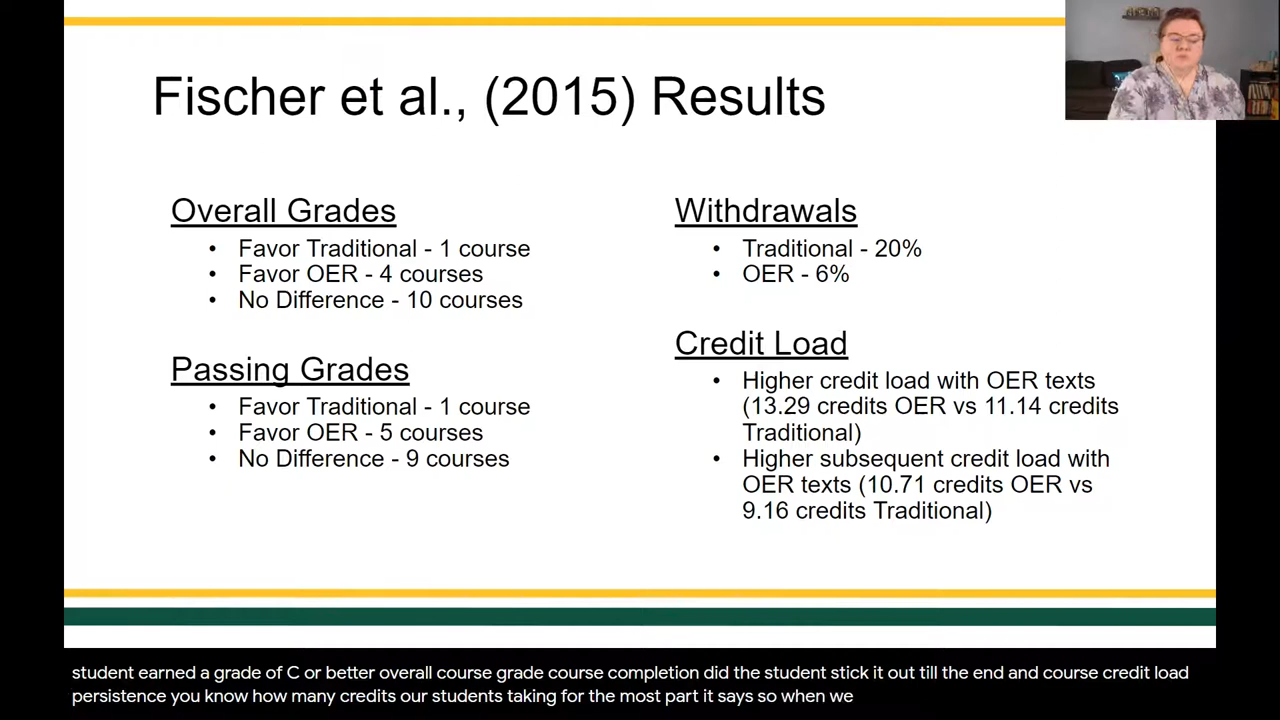 Fischer et al., (2015) Results
Overall Grades
• Favor Traditional - 1 course
• Favor OER - 4 courses
• No Difference - 10 courses
Passing Grades
• Favor Traditional - 1 course
• Favor OER - 5 courses
• No Difference - 9 courses
Withdrawals
• Traditional - 20%
• OER - 6%
Credit Load
• Higher credit load with OER texts
(13.29 credits OER vs 11.14 credits
Traditional)
• Higher subsequent credit load with
OER texts (10.71 credits OER vs
9.16 credits Traditional)
student earned a grade of C or better overall course grade course completion did the student stick it out till the end and course credit load
persistence you know how many credits our students taking for the most part it says so when we